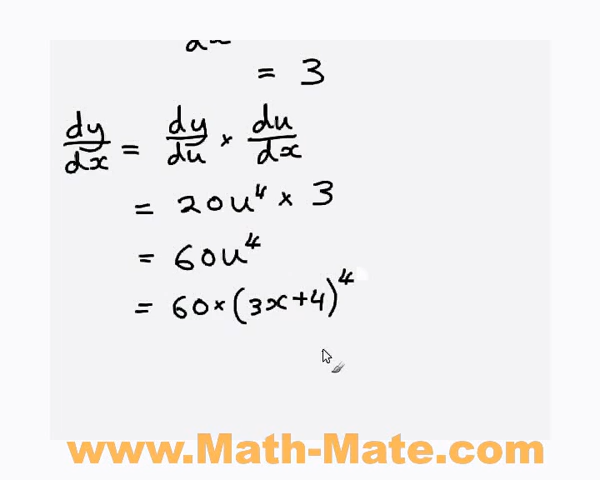 = 3
dy/dx = dy/du × du/dx
= 20u⁴ × 3
= 60u⁴
= 60×(3x+4)⁴
www.Math-Mate.com